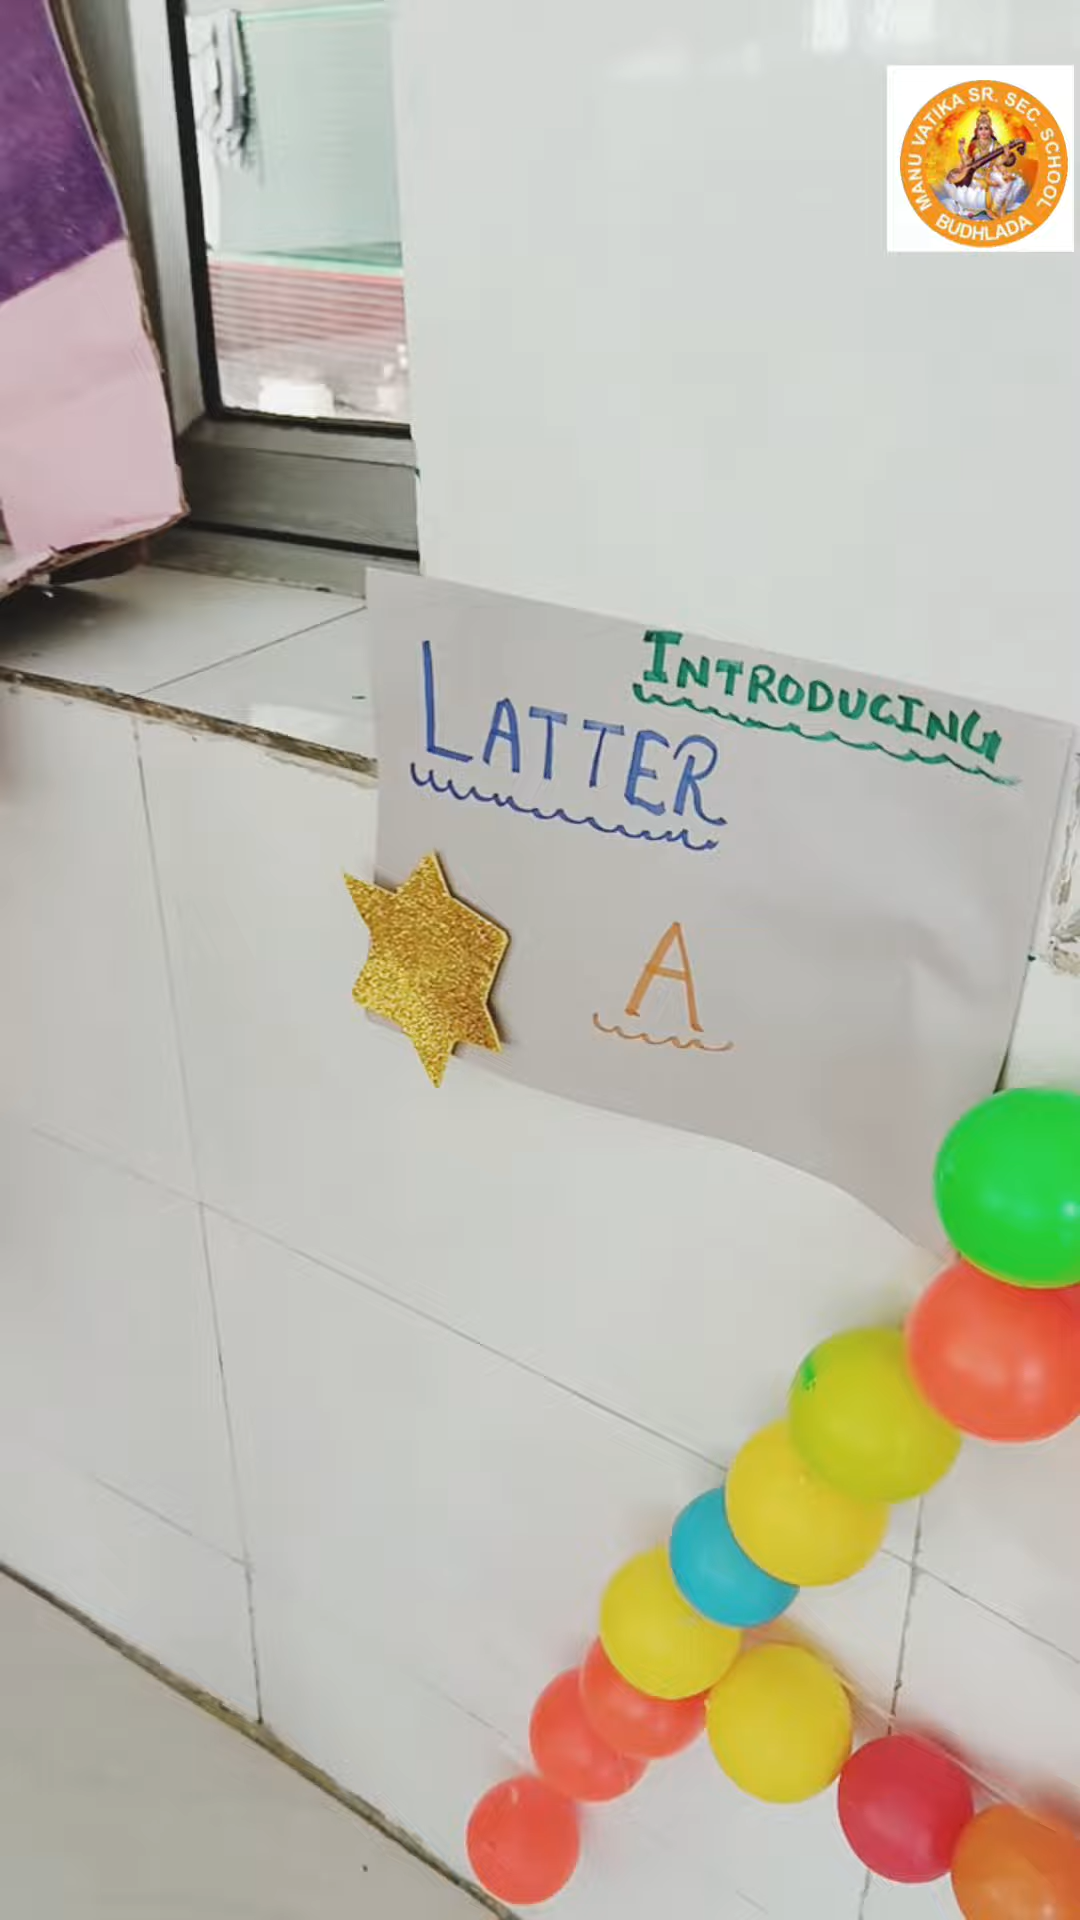 MANU VATIKA SR. SEC. SCHOOL
BUDHLADA
INTRODUCING
LATTER
A